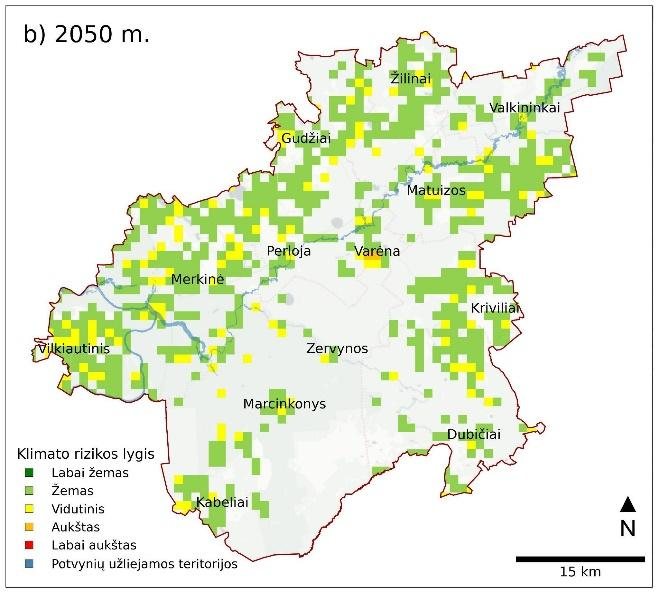 b) 2050 m.
Žilinai
Valkininkai
Gudžiai
Matuizos
Perloja
Varėna
Merkinė
Kriviliai
Vilkiautinis
Zervynos
Marcinkonys
Dubičiai
Kabeliai
Klimato rizikos lygis
Labai žemas
Žemas
Vidutinis
Aukštas
Labai aukštas
Potvynių užliejamos teritorijos
N
15 km